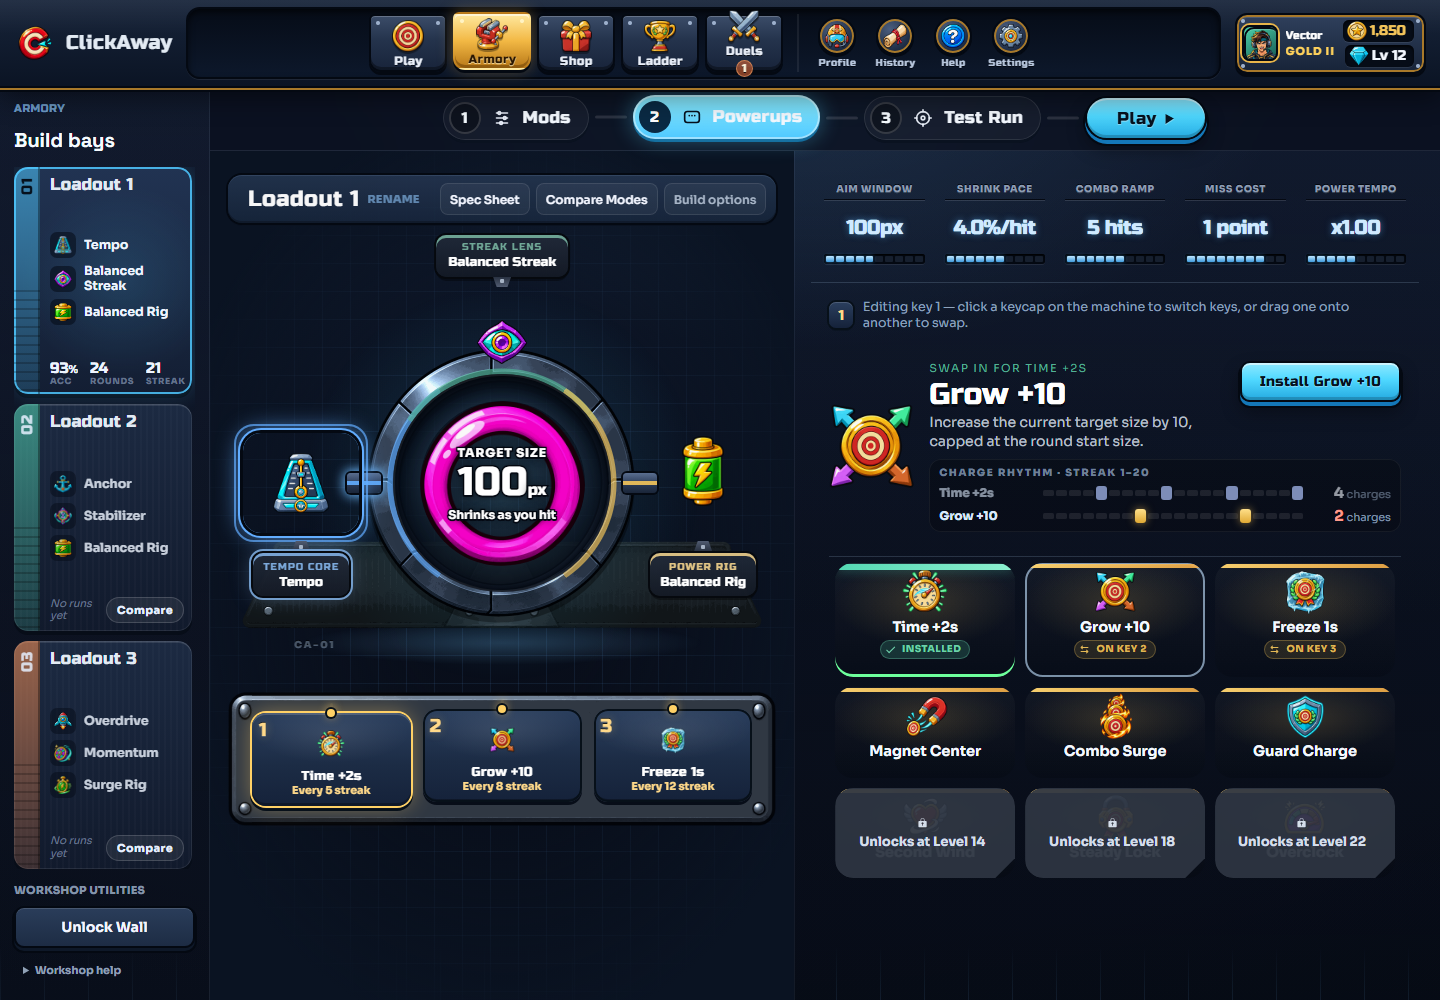 ClickAway
Play
Armory
Shop
Ladder
Duels
1
Profile
History
Help
Settings
Vector
GOLD II
1,850
Lv 12
ARMORY
Build bays
1 Mods
2 Powerups
3 Test Run
Play
01
Loadout 1
Tempo
Balanced
Streak
Balanced Rig
93% 24 21
ACC ROUNDS STREAK
02
Loadout 2
Anchor
Stabilizer
Balanced Rig
No runs
yet
Compare
03
Loadout 3
Overdrive
Momentum
Surge Rig
No runs
yet
Compare
WORKSHOP UTILITIES
Unlock Wall
Workshop help
Loadout 1 RENAME
Spec Sheet
Compare Modes
Build options
STREAK LENS
Balanced Streak
TARGET SIZE
100px
Shrinks as you hit
TEMPO CORE
Tempo
POWER RIG
Balanced Rig
CA-01
1
Time +2s
Every 5 streak
2
Grow +10
Every 8 streak
3
Freeze 1s
Every 12 streak
AIM WINDOW
100px
SHRINK PACE
4.0%/hit
COMBO RAMP
5 hits
MISS COST
1 point
POWER TEMPO
x1.00
1
Editing key 1 — click a keycap on the machine to switch keys, or drag one onto
another to swap.
SWAP IN FOR TIME +2S
Grow +10
Increase the current target size by 10,
capped at the round start size.
Install Grow +10
CHARGE RHYTHM · STREAK 1–20
Time +2s 4 charges
Grow +10 2 charges
Time +2s
INSTALLED
Grow +10
ON KEY 2
Freeze 1s
ON KEY 3
Magnet Center
Combo Surge
Guard Charge
Unlocks at Level 14
Second Wind
Unlocks at Level 18
Steady Lock
Unlocks at Level 22
Overclock